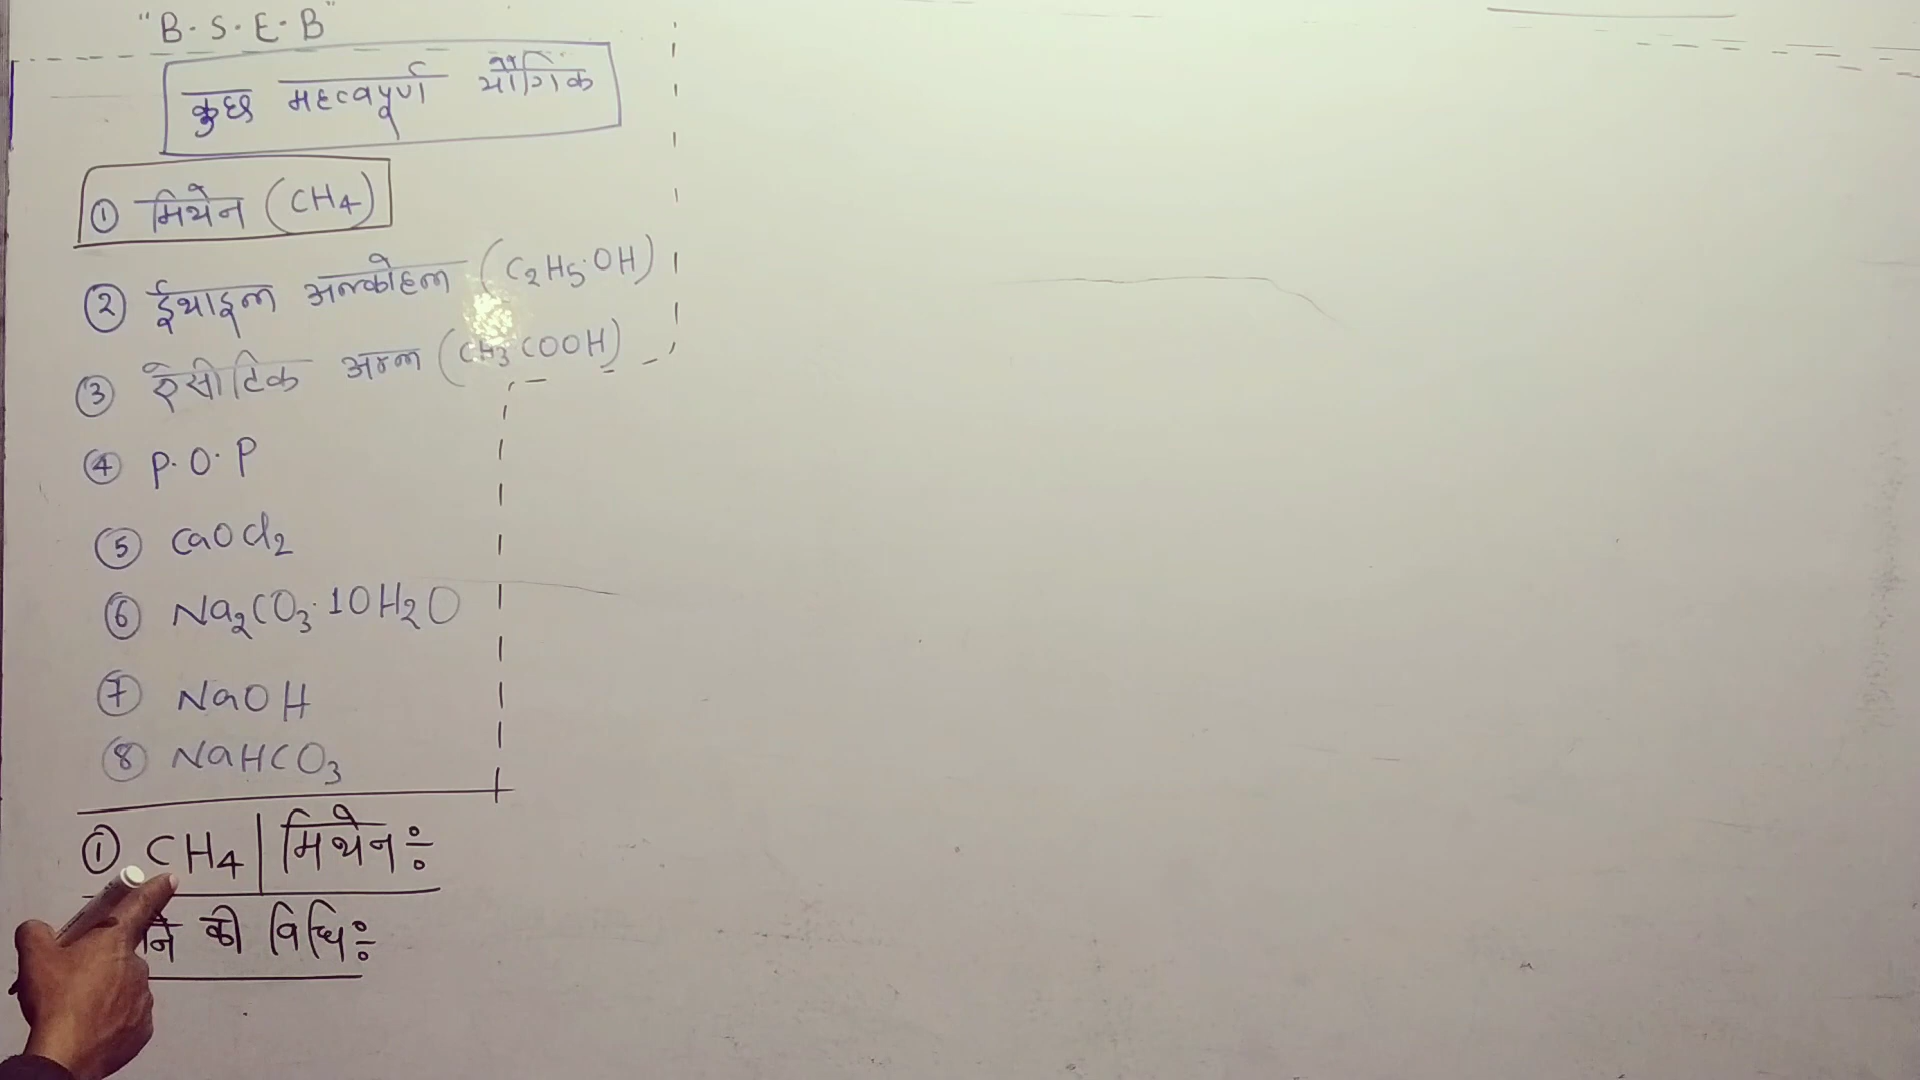 "B.S.E.B"
कुछ महत्वपूर्ण यौगिक
① मिथेन (CH4)
② ईथाइल अल्कोहल (C2H5.OH)
③ ऐसीटिक अम्ल (CH3COOH)
④ P.O.P
⑤ CaOCl2
⑥ Na2CO3.10H2O
⑦ NaOH
⑧ NaHCO3
① CH4 | मिथेन ÷
की विधि ÷